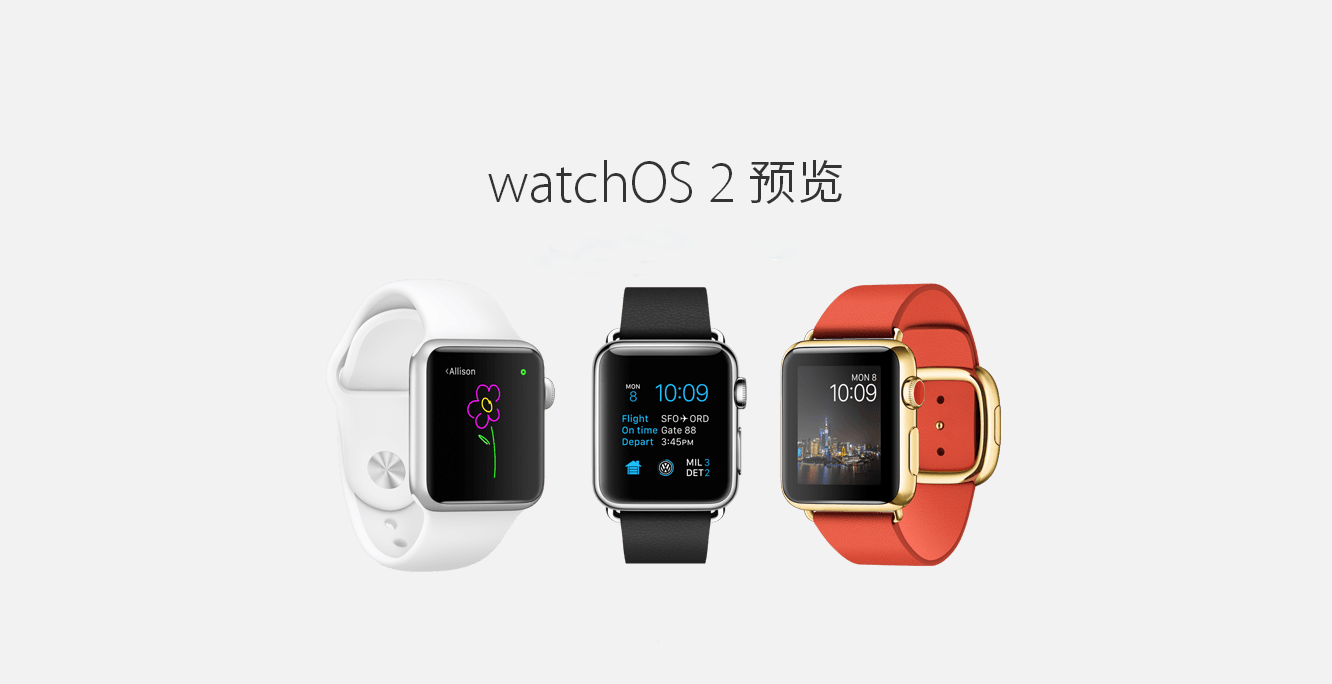 watchOS 2 预览
<Allison
MON
8
10:09
Flight SFO✈ORD
On time Gate 88
Depart 3:45PM
MIL 3
DET 2
MON 8
10:09